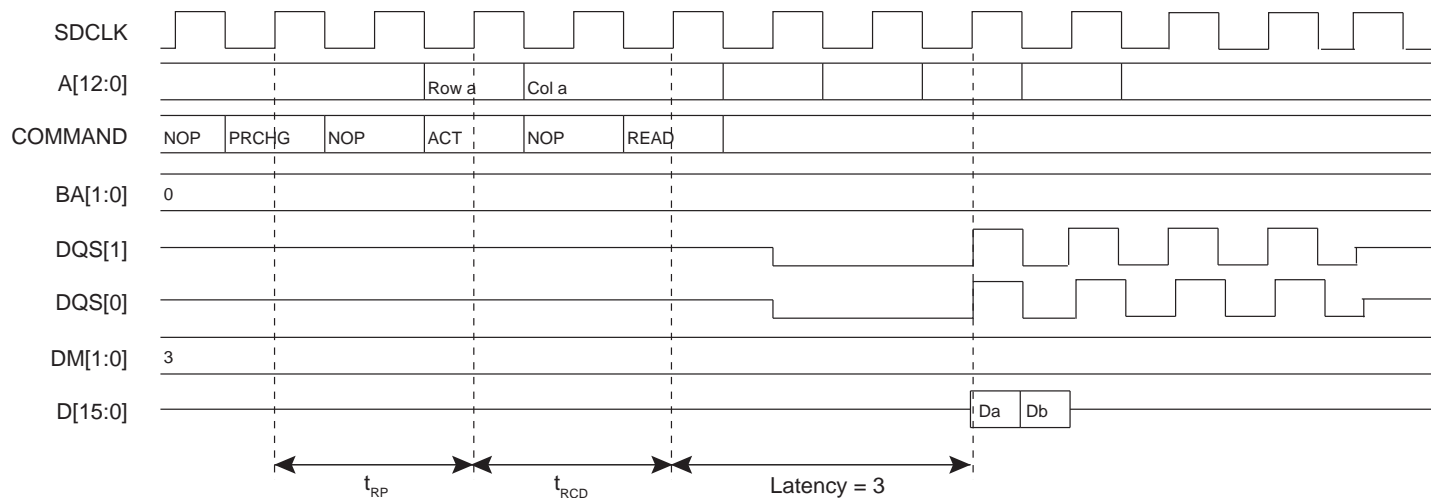 SDCLK
A[12:0] Row a Col a
COMMAND NOP PRCHG NOP ACT NOP READ
BA[1:0] 0
DQS[1]
DQS[0]
DM[1:0] 3
D[15:0] Da Db
tRP tRCD Latency = 3